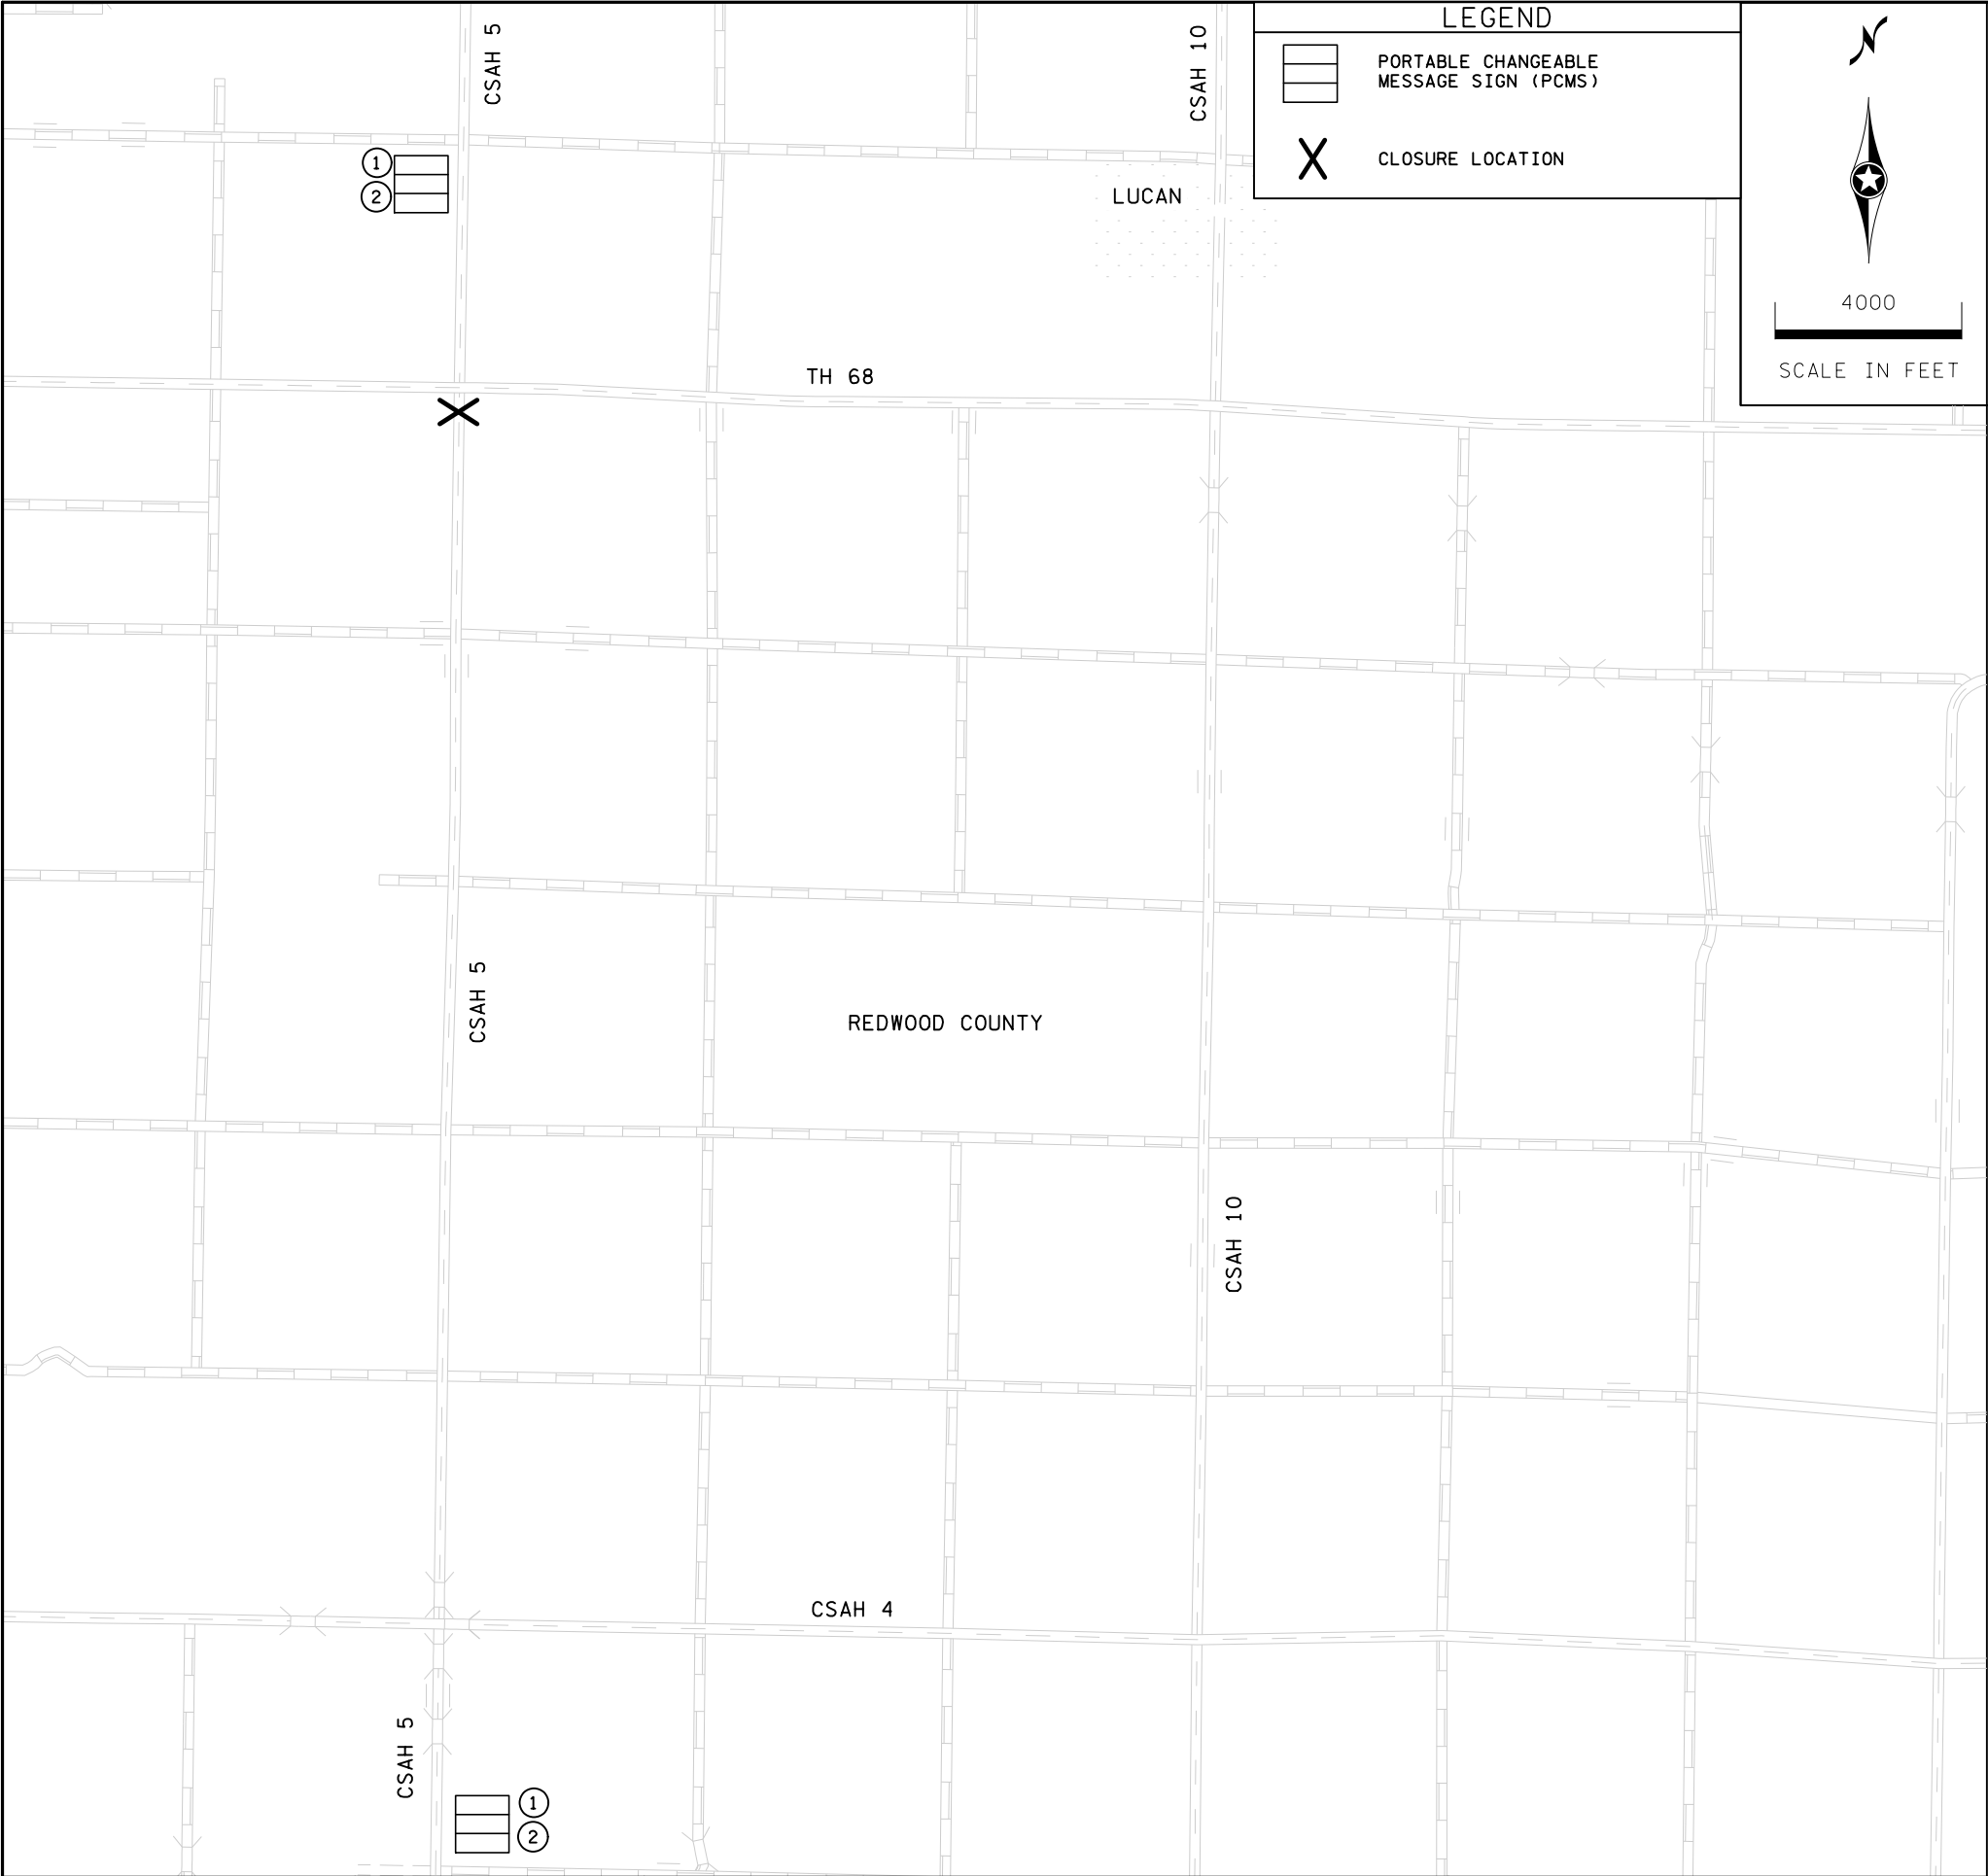 CSAH 5
CSAH 10
LEGEND
PORTABLE CHANGEABLE
MESSAGE SIGN (PCMS)
CLOSURE LOCATION
N
4000
SCALE IN FEET
1
2
LUCAN
TH 68
CSAH 5
REDWOOD COUNTY
CSAH 10
CSAH 4
CSAH 5
1
2